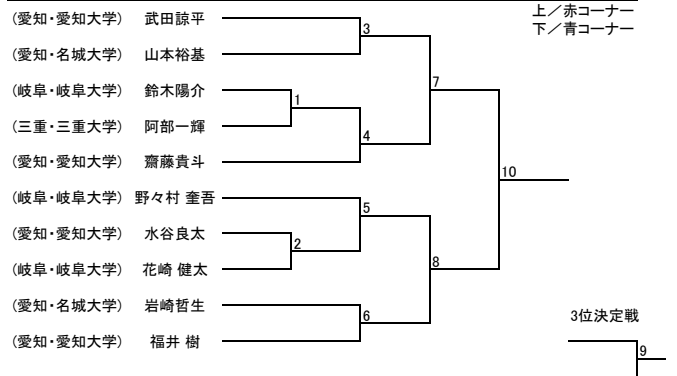 上／赤コーナー
下／青コーナー
(愛知・愛知大学) 武田諒平
(愛知・名城大学) 山本裕基
(岐阜・岐阜大学) 鈴木陽介
(三重・三重大学) 阿部一輝
(愛知・愛知大学) 齋藤貴斗
(岐阜・岐阜大学) 野々村 奎吾
(愛知・愛知大学) 水谷良太
(岐阜・岐阜大学) 花崎 健太
(愛知・名城大学) 岩崎哲生
(愛知・愛知大学) 福井 樹
1
2
3
4
5
6
7
8
10
3位決定戦
9